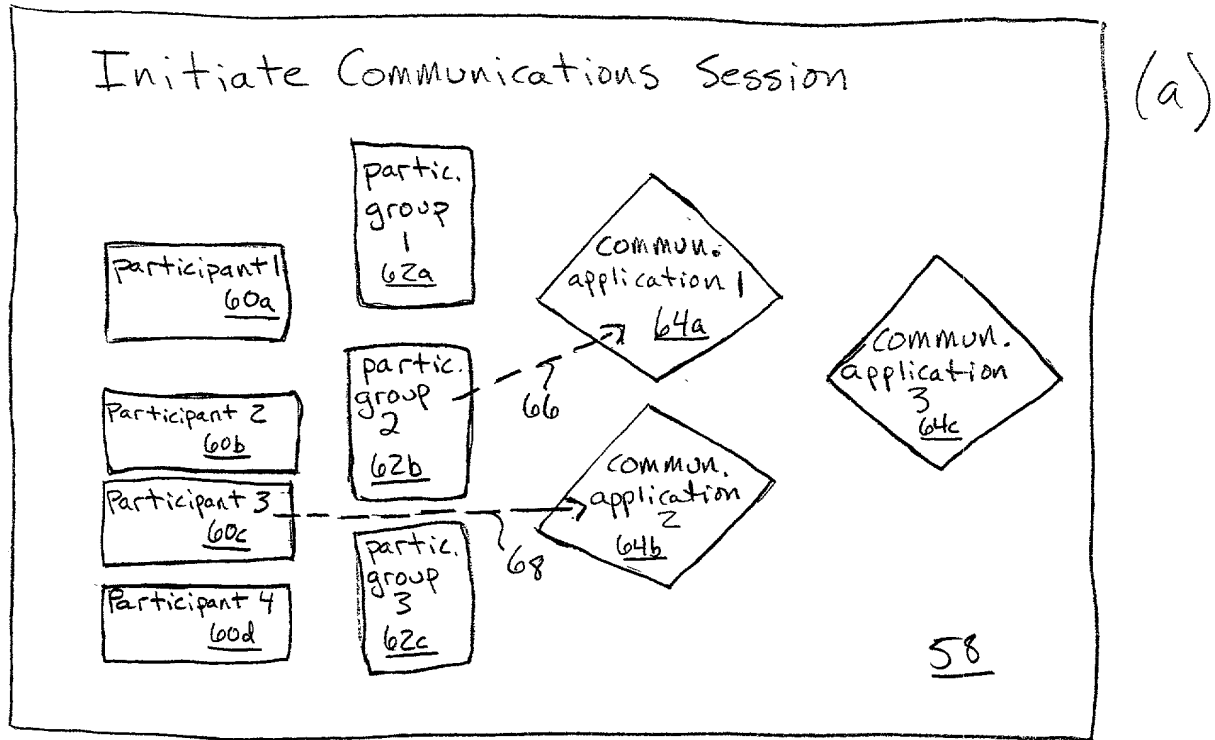 Initiate Communications Session
(a)
partic.
group
1
62a
participant 1
60a
commun.
application 1
64a
commun.
application
3
64c
partic.
group
2
62b
66
Participant 2
60b
commun.
application
2
64b
Participant 3
60c
68
partic.
group
3
62c
Participant 4
60d
58